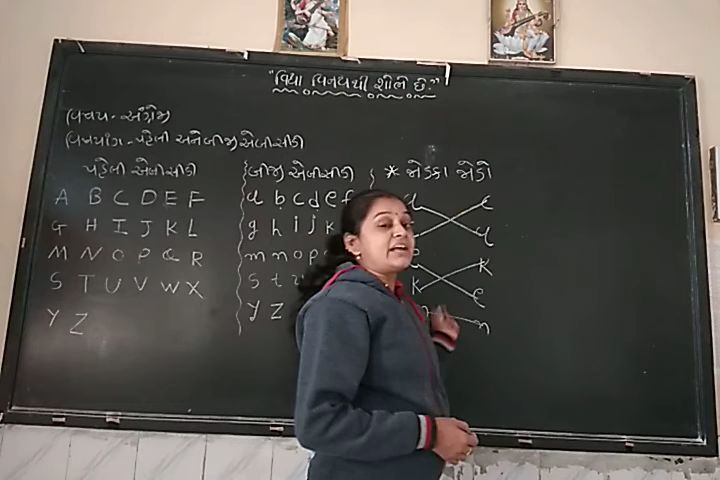 "વિદ્યા વિનયથી શોભે છે."
વિષય - અંગ્રેજી
વિષયાંગ - પહેલી અને બીજી એબીસીડી
પહેલી એબીસીડી
A B C D E F
G H I J K L
M N O P Q R
S T U V W X
Y Z
બીજી એબીસીડી
a b c d e f
g h i j k
m n o p
s t u
y z
* જોડકા જોડો
k k
n